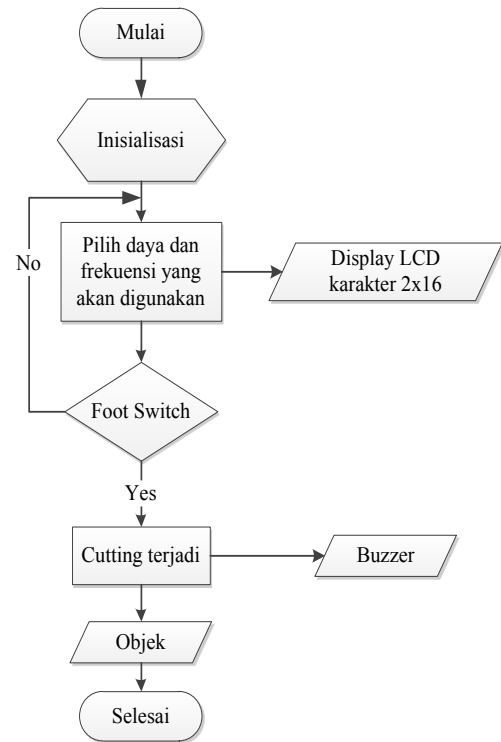 Mulai
Inisialisasi
No
Pilih daya dan
frekuensi yang
akan digunakan
Display LCD
karakter 2x16
Foot Switch
Yes
Cutting terjadi
Buzzer
Objek
Selesai